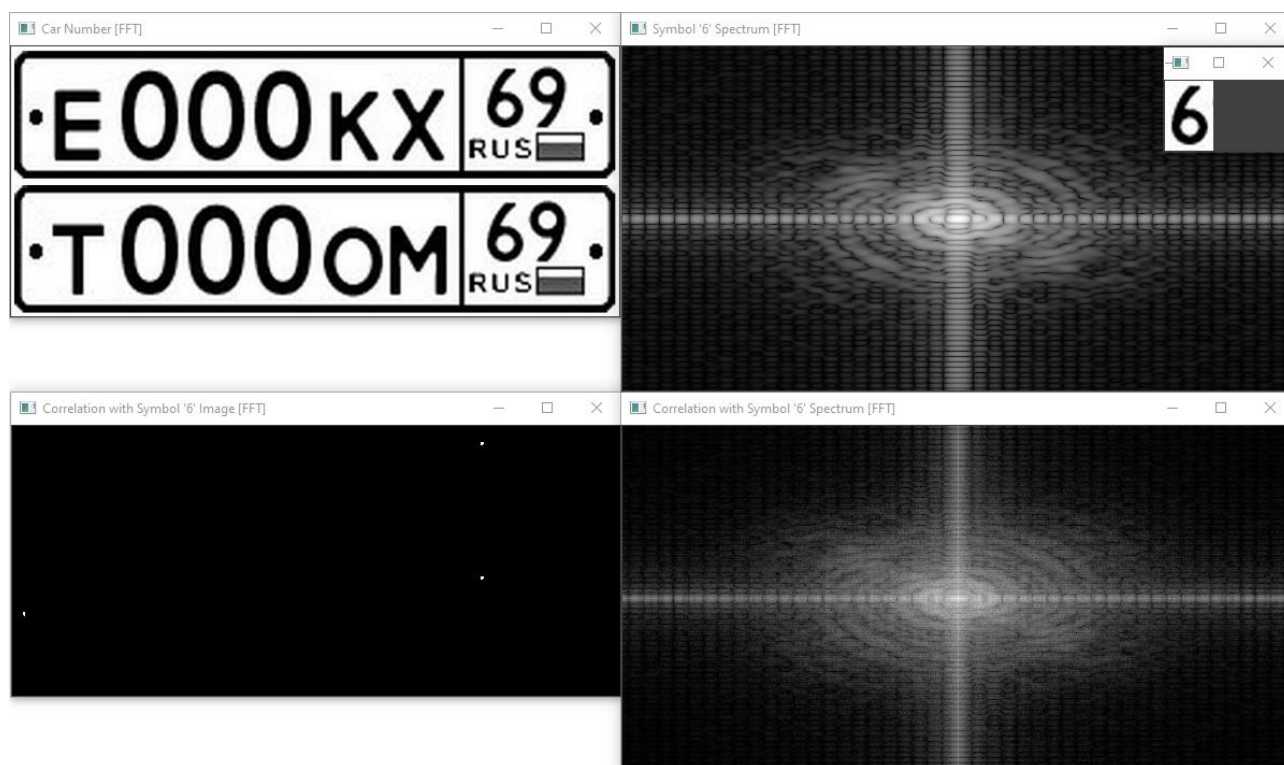 Car Number [FFT]
E000KX 69
RUS
T000OM 69
RUS
Symbol '6' Spectrum [FFT]
6
Correlation with Symbol '6' Image [FFT]
Correlation with Symbol '6' Spectrum [FFT]